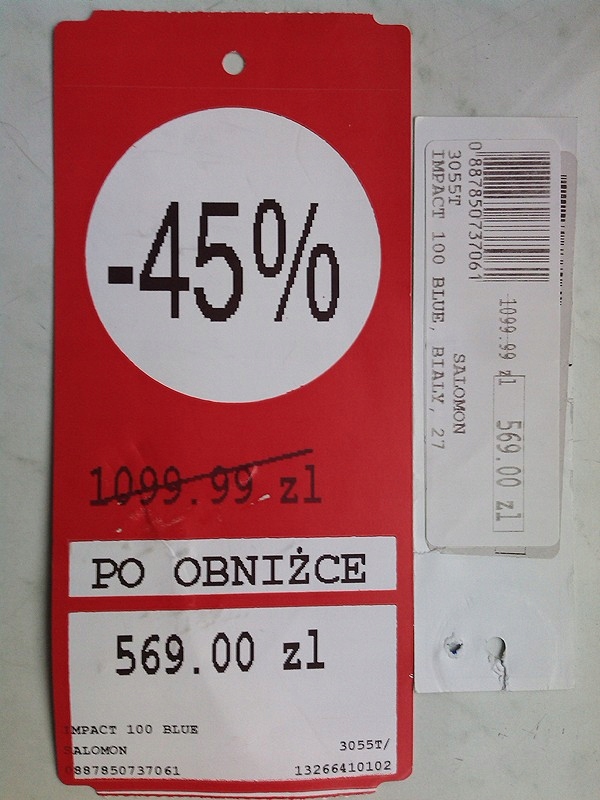 -45%
1099.99 zl
PO OBNIŻCE
569.00 zl
IMPACT 100 BLUE
SALOMON
3055T/
0887850737061
13266410102
0887850737061
3055T
IMPACT 100 BLUE, BIALY, 27
SALOMON
1099.99 zl
569.00 zl